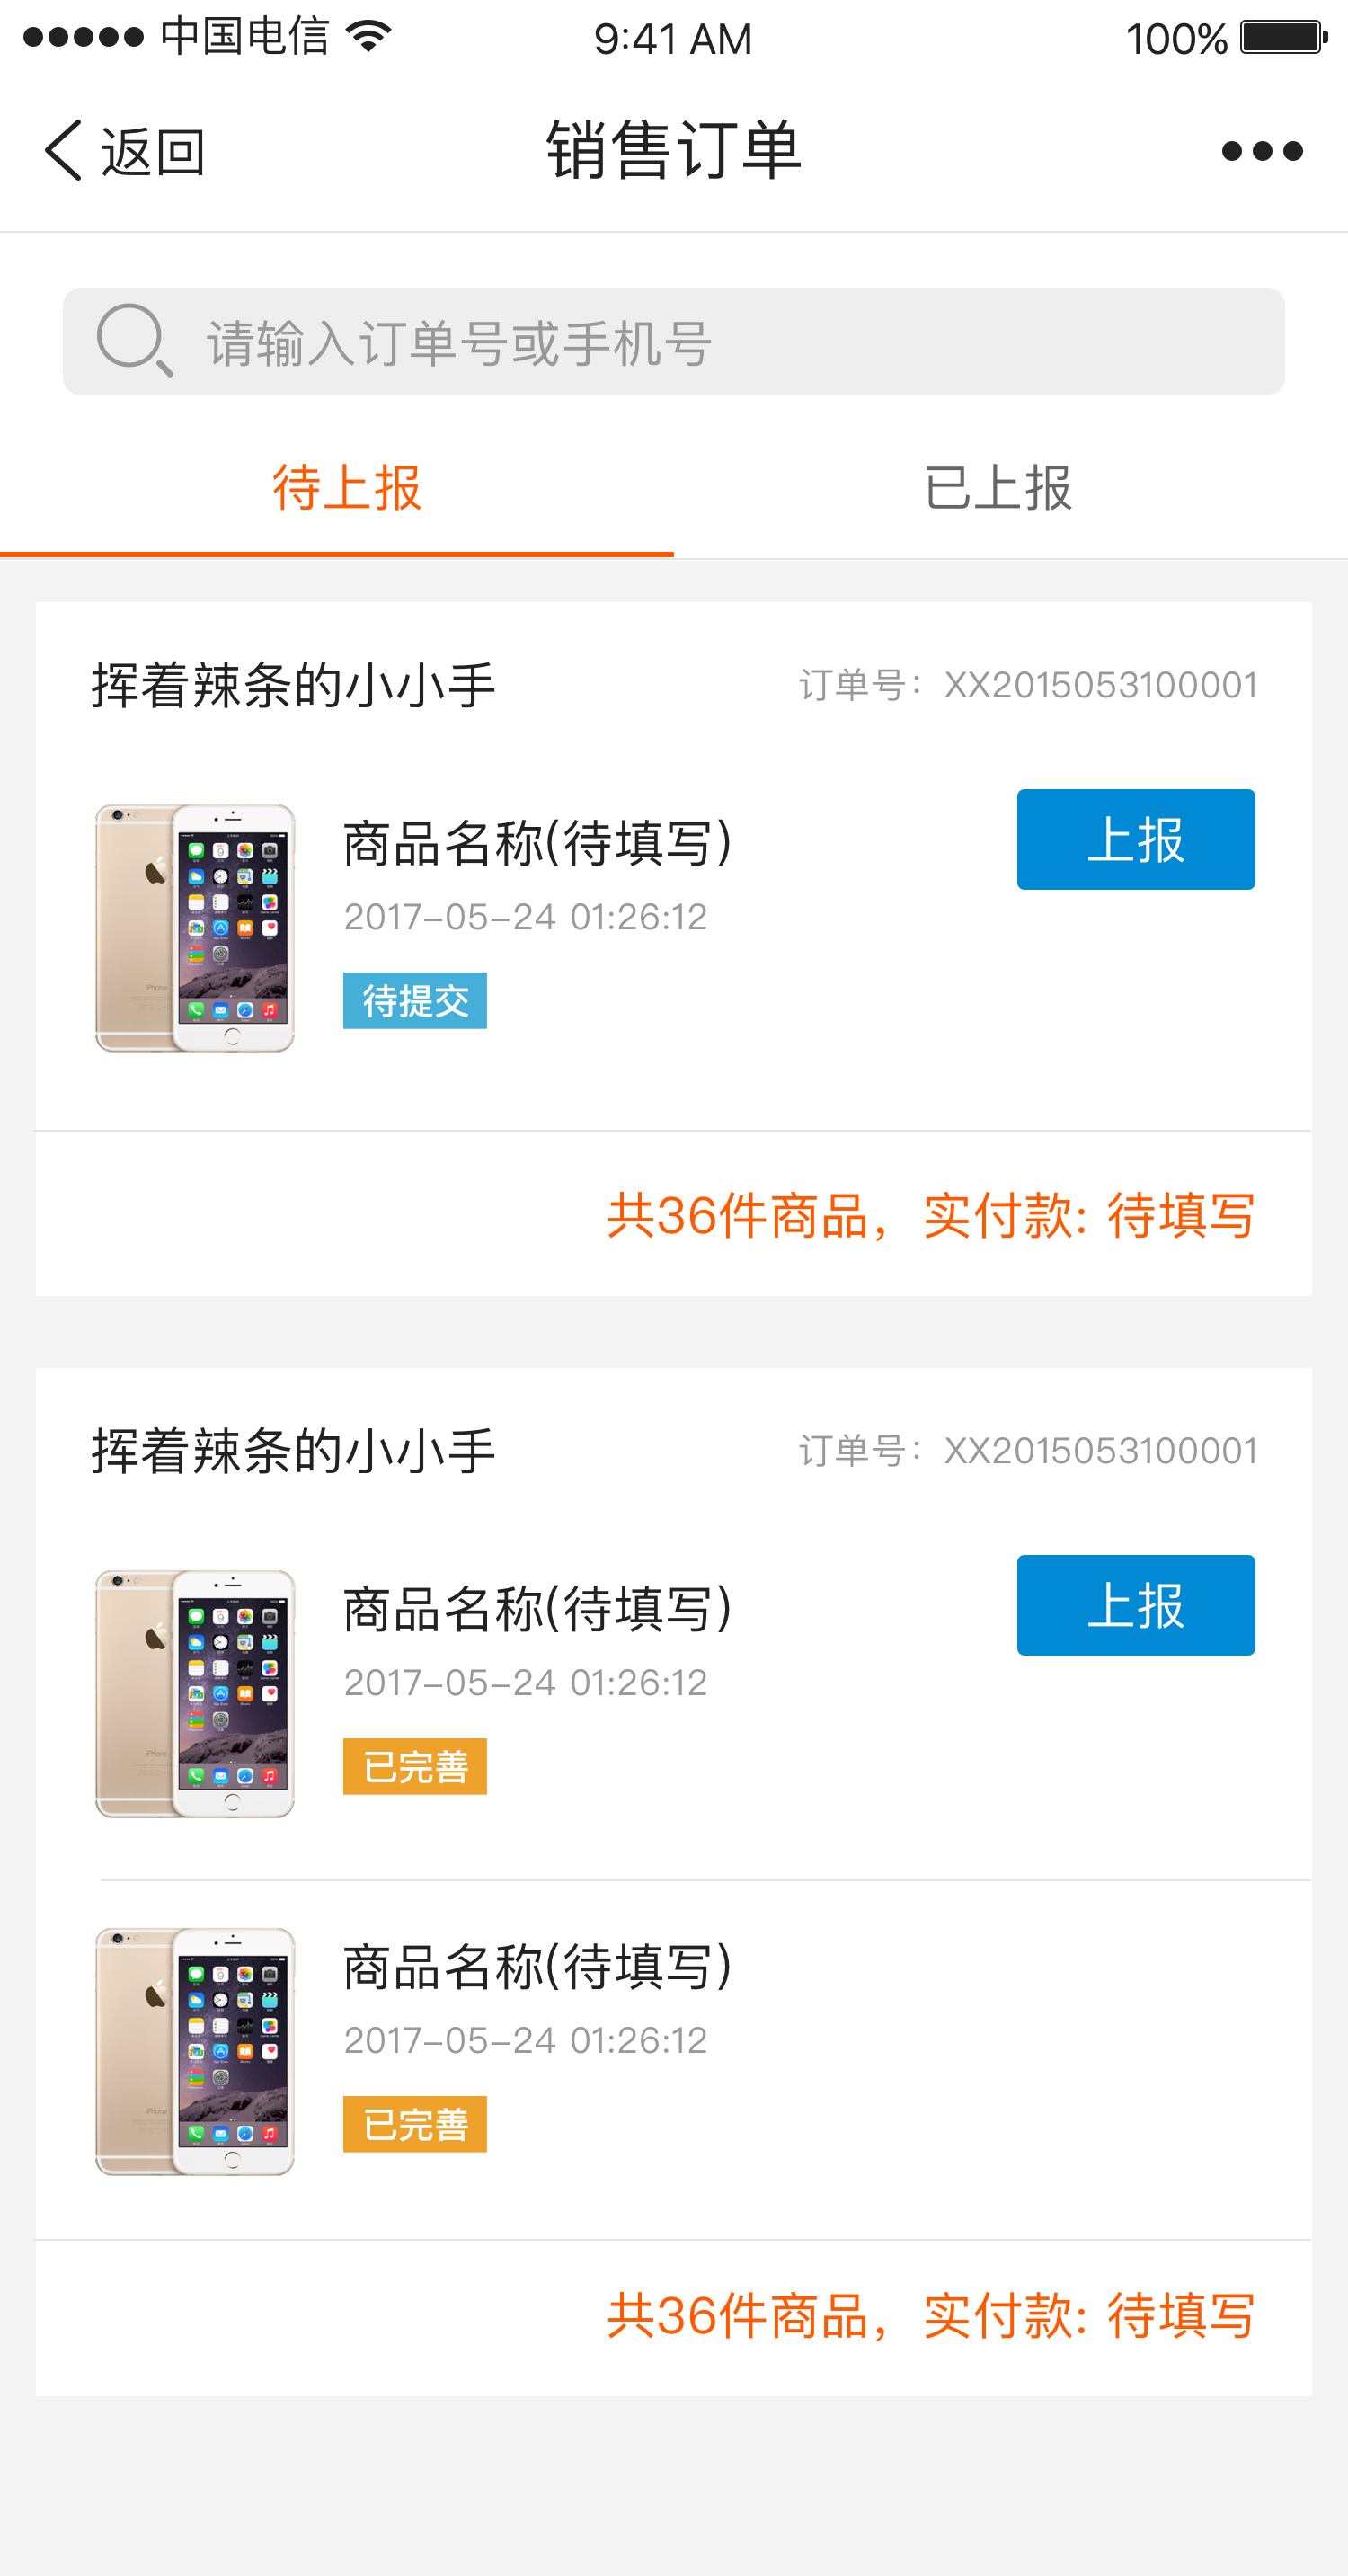 中国电信 9:41 AM 100%
返回 销售订单
请输入订单号或手机号
待上报 已上报
挥着辣条的小小手 订单号：XX2015053100001
商品名称(待填写) 上报
2017-05-24 01:26:12
待提交
共36件商品，实付款: 待填写
挥着辣条的小小手 订单号：XX2015053100001
商品名称(待填写) 上报
2017-05-24 01:26:12
已完善
商品名称(待填写)
2017-05-24 01:26:12
已完善
共36件商品，实付款: 待填写